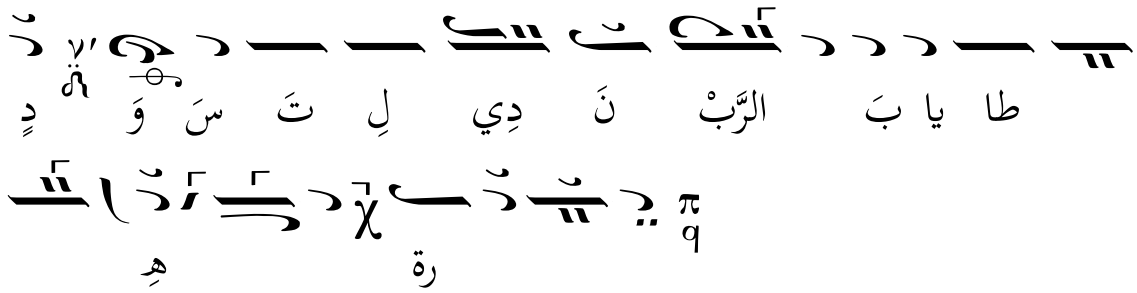 دٍ وَ سَ تَ لِ دِي نَ الرَّبْ بَ يا طا
هِ رة